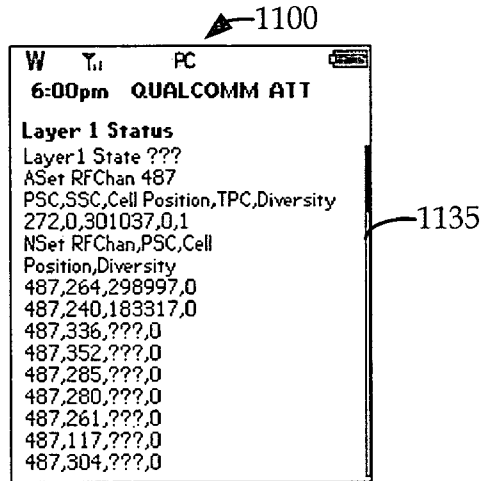 1100
W PC
6:00pm QUALCOMM ATT
Layer 1 Status
Layer1 State ???
ASet RFChan 487
PSC,SSC,Cell Position,TPC,Diversity
272,0,301037,0,1
NSet RFChan,PSC,Cell
Position,Diversity
487,264,298997,0
487,240,183317,0
487,336,???,0
487,352,???,0
487,285,???,0
487,280,???,0
487,261,???,0
487,117,???,0
487,304,???,0
1135